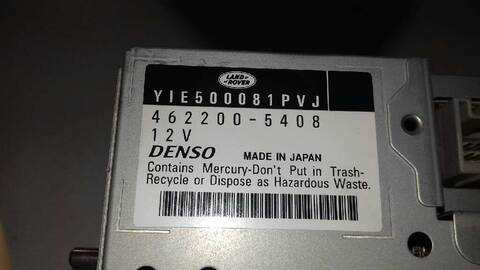 LAND
ROVER
YIE500081PVJ
462200-5408
12V
DENSO MADE IN JAPAN
Contains Mercury-Don't Put in Trash-
Recycle or Dispose as Hazardous Waste.